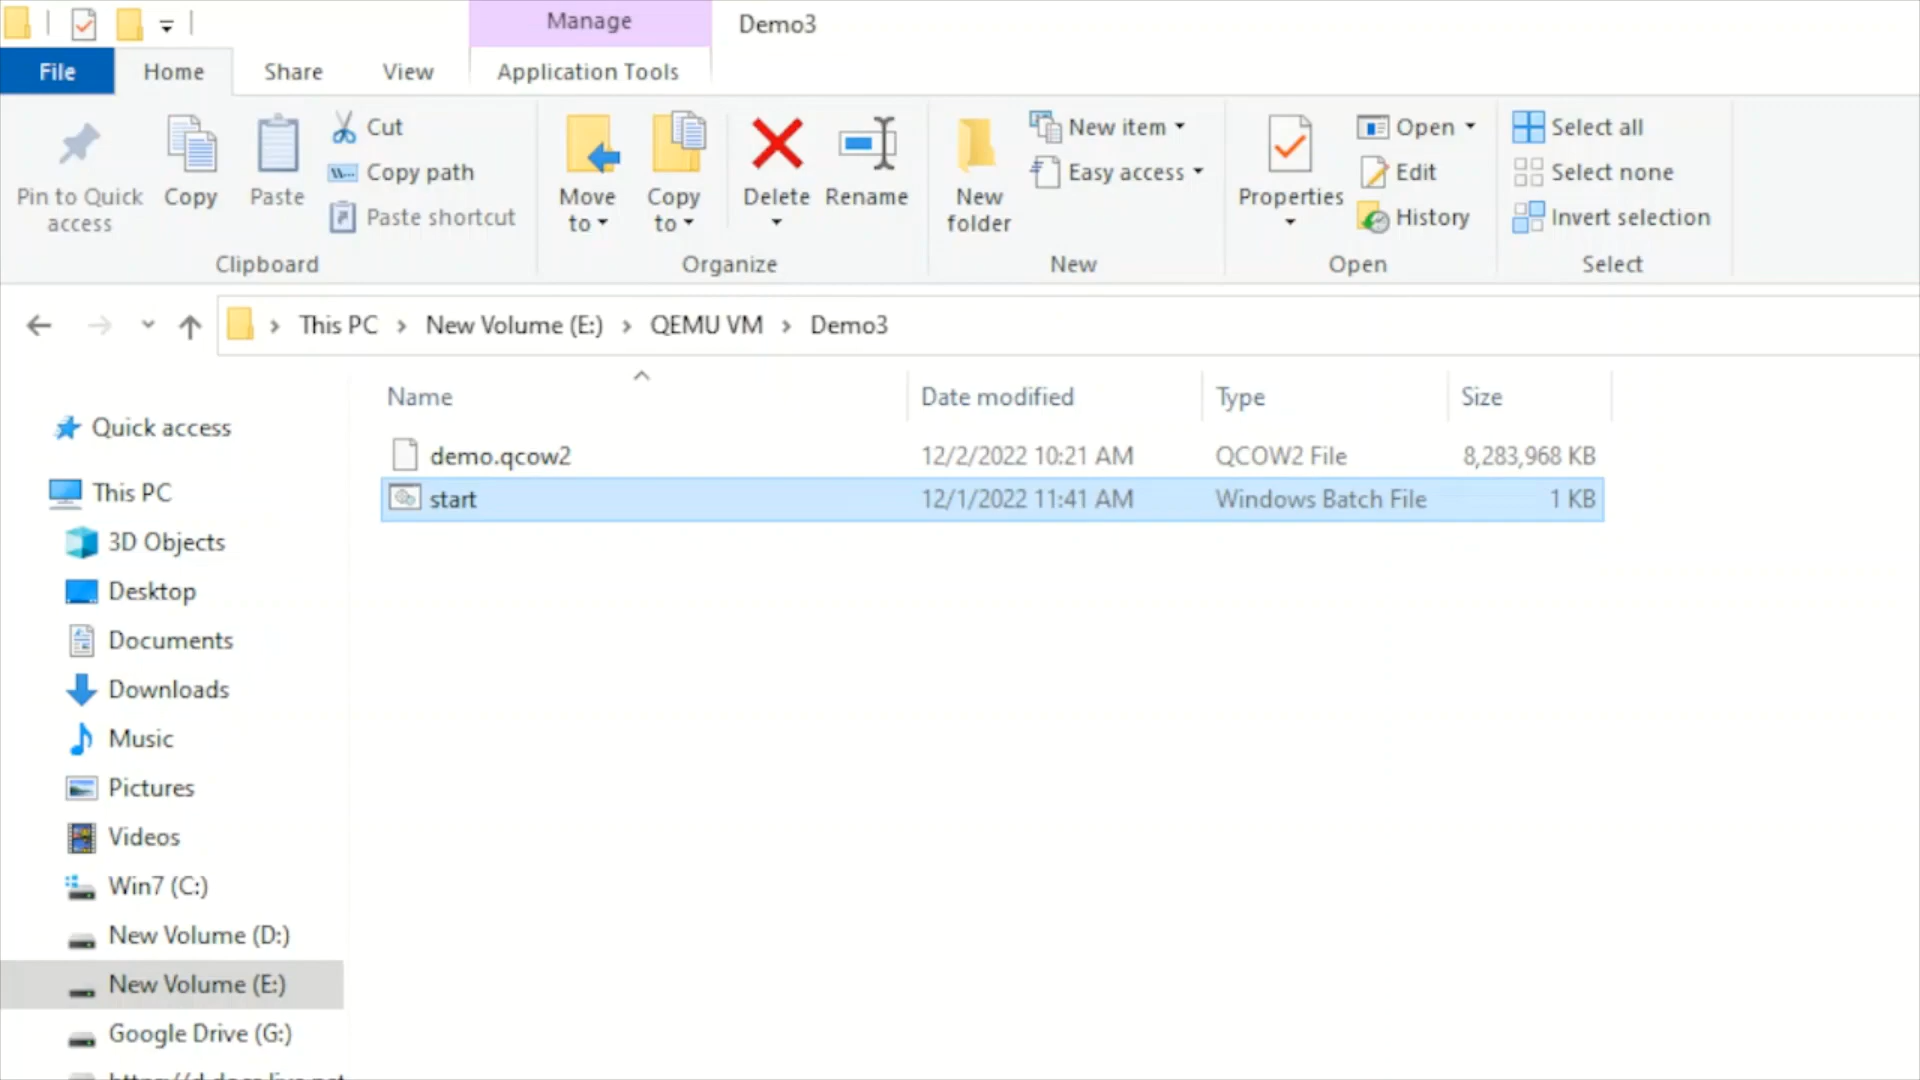 Manage
Demo3
File
Home
Share
View
Application Tools
Pin to Quick
access
Copy
Paste
Cut
Copy path
Paste shortcut
Clipboard
Move
to
Copy
to
Delete
Rename
Organize
New
folder
New item
Easy access
New
Properties
Open
Edit
History
Open
Select all
Select none
Invert selection
Select
This PC
New Volume (E:)
QEMU VM
Demo3
Name
Date modified
Type
Size
demo.qcow2
12/2/2022 10:21 AM
QCOW2 File
8,283,968 KB
start
12/1/2022 11:41 AM
Windows Batch File
1 KB
Quick access
This PC
3D Objects
Desktop
Documents
Downloads
Music
Pictures
Videos
Win7 (C:)
New Volume (D:)
New Volume (E:)
Google Drive (G:)